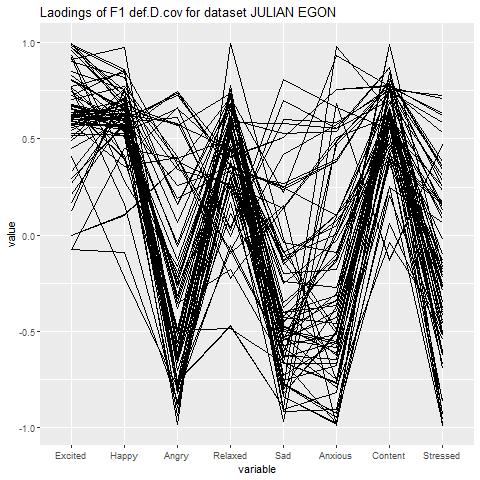 Laodings of F1 def.D.cov for dataset JULIAN EGON
1.0
0.5
0.0
-0.5
-1.0
value
Excited Happy Angry Relaxed Sad Anxious Content Stressed
variable